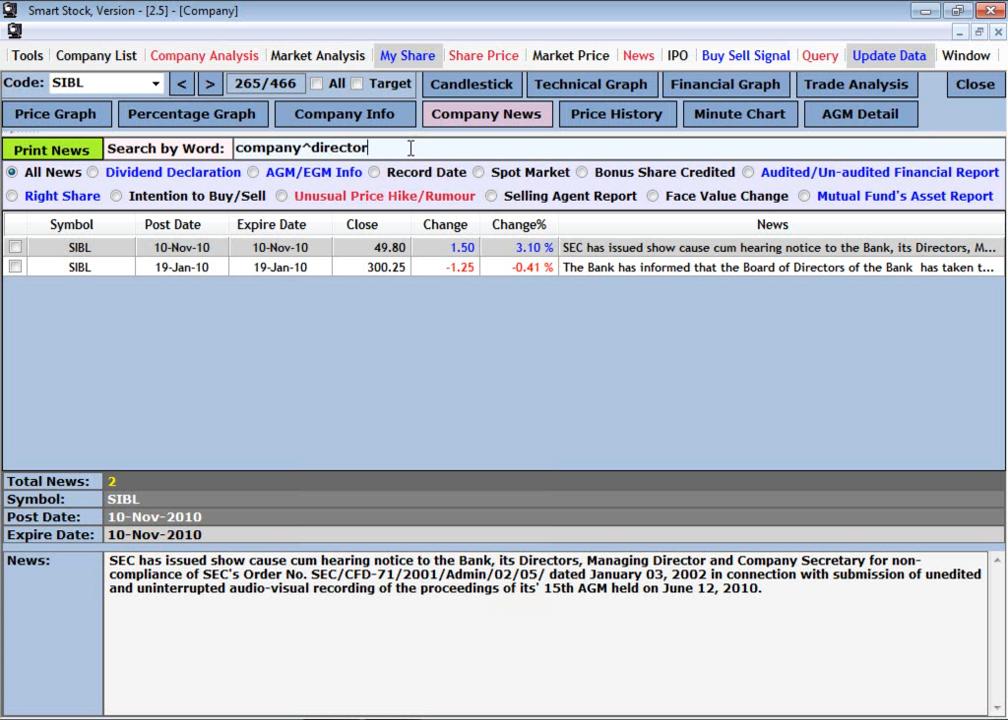 Smart Stock, Version - [2.5] - [Company]
Tools Company List Company Analysis Market Analysis My Share Share Price Market Price News IPO Buy Sell Signal Query Update Data Window
Code: SIBL < > 265/466 All Target Candlestick Technical Graph Financial Graph Trade Analysis Close
Price Graph Percentage Graph Company Info Company News Price History Minute Chart AGM Detail
Print News Search by Word: company^director
All News Dividend Declaration AGM/EGM Info Record Date Spot Market Bonus Share Credited Audited/Un-audited Financial Report
Right Share Intention to Buy/Sell Unusual Price Hike/Rumour Selling Agent Report Face Value Change Mutual Fund's Asset Report
Symbol Post Date Expire Date Close Change Change% News
SIBL 10-Nov-10 10-Nov-10 49.80 1.50 3.10 % SEC has issued show cause cum hearing notice to the Bank, its Directors, M...
SIBL 19-Jan-10 19-Jan-10 300.25 -1.25 -0.41 % The Bank has informed that the Board of Directors of the Bank has taken t...
Total News: 2
Symbol: SIBL
Post Date: 10-Nov-2010
Expire Date: 10-Nov-2010
News: SEC has issued show cause cum hearing notice to the Bank, its Directors, Managing Director and Company Secretary for non-
compliance of SEC's Order No. SEC/CFD-71/2001/Admin/02/05/ dated January 03, 2002 in connection with submission of unedited
and uninterrupted audio-visual recording of the proceedings of its' 15th AGM held on June 12, 2010.